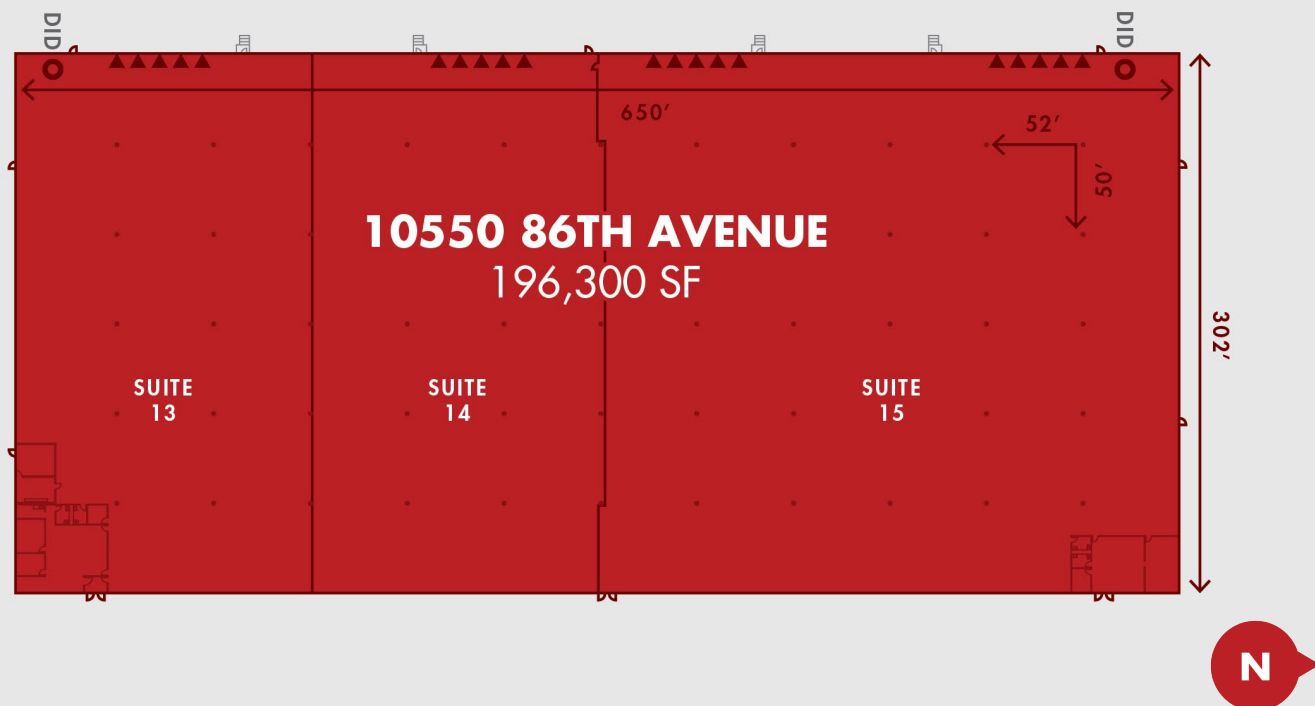 DID
DID
650′
52′
50′
10550 86TH AVENUE
196,300 SF
302′
SUITE
13
SUITE
14
SUITE
15
N